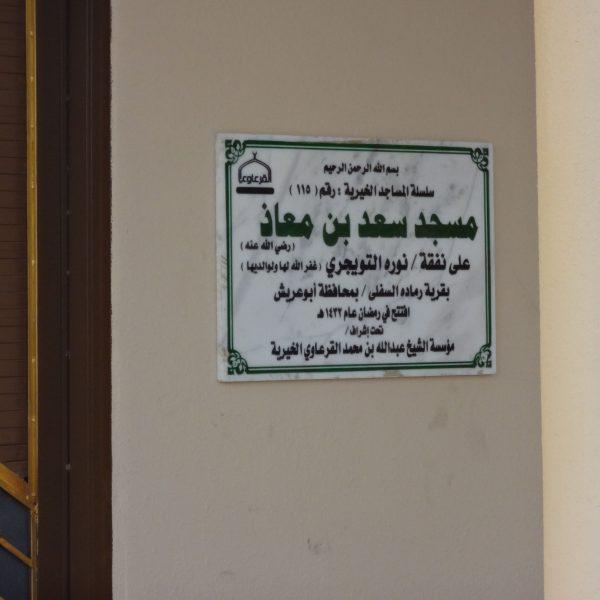 بسم الله الرحمن الرحيم
القرعاوي
سلسلة المساجد الخيرية : رقم ( ١١٥ )
مسجد سعد بن معاذ
( رضي الله عنه )
على نفقة / نوره التويجري ( غفر الله لها ولوالديها )
بقرية رماده السفلى / بمحافظة أبوعريش
افتتح في رمضان عام ١٤٣٢ هـ
تحت إشراف /
مؤسسة الشيخ عبدالله بن محمد القرعاوي الخيرية